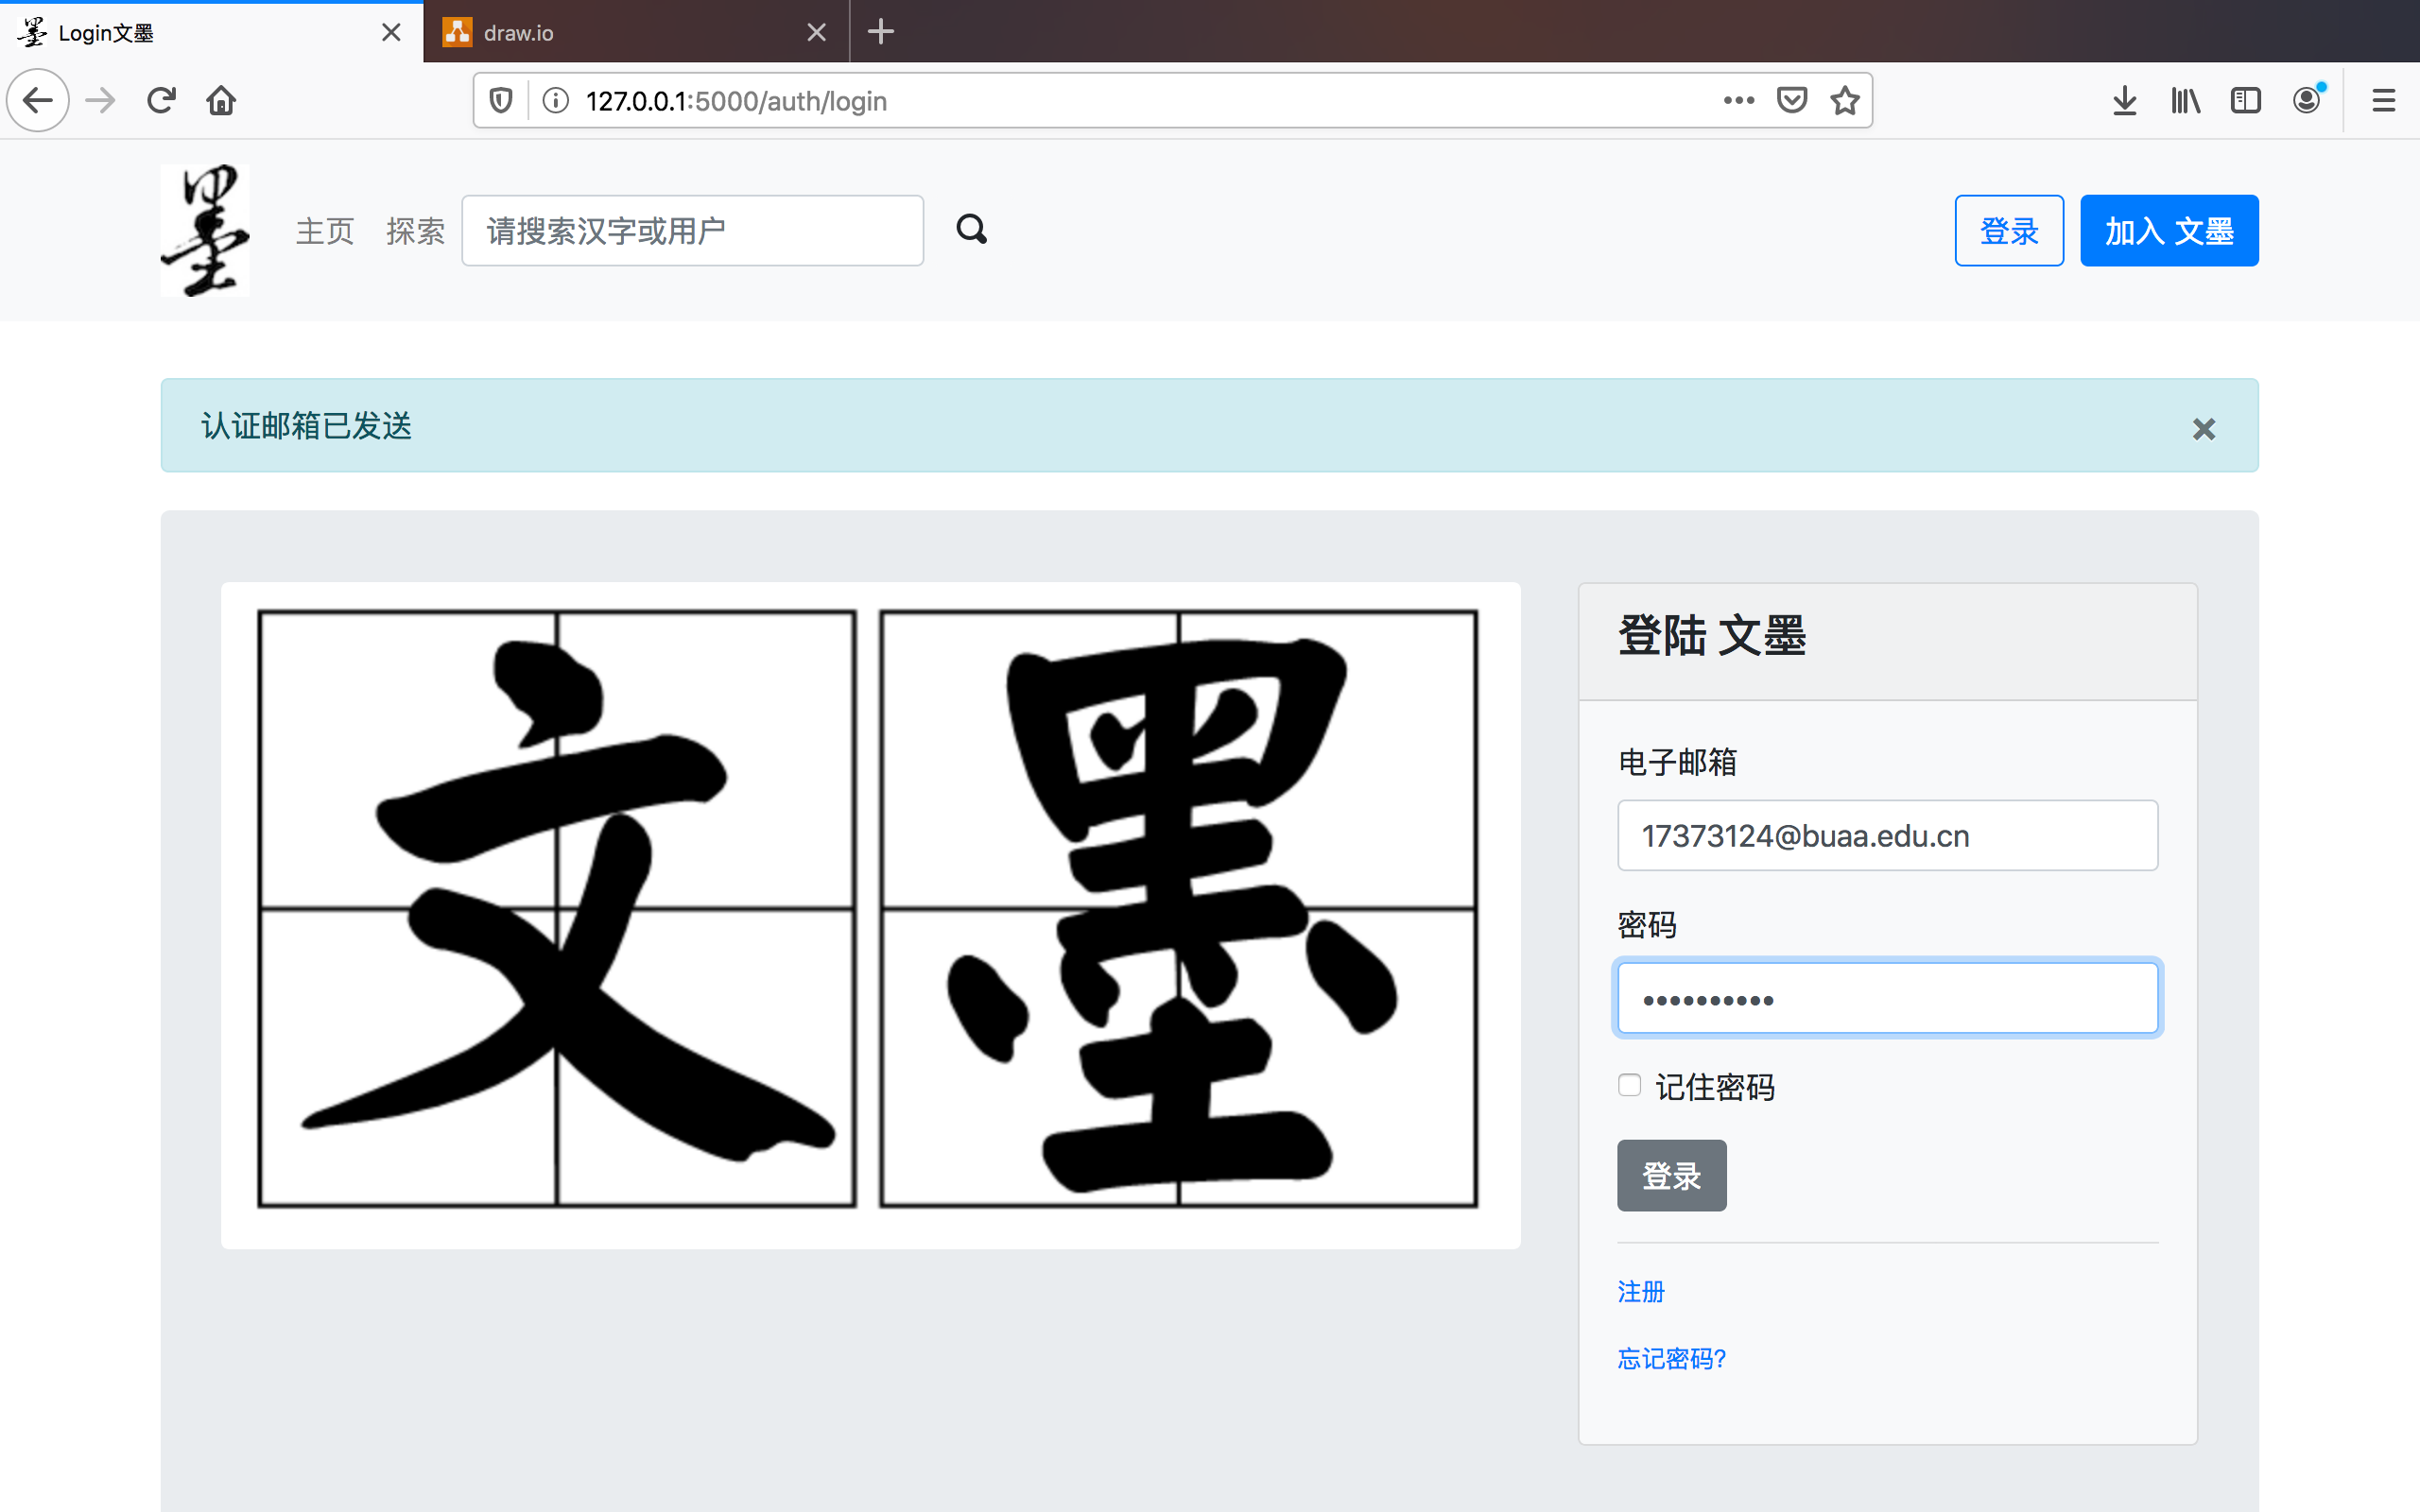 Login文墨
draw.io
127.0.0.1:5000/auth/login
墨
主页 探索 请搜索汉字或用户
登录 加入 文墨
认证邮箱已发送
文墨
登陆 文墨
电子邮箱
17373124@buaa.edu.cn
密码
••••••••••
记住密码
登录
注册
忘记密码?